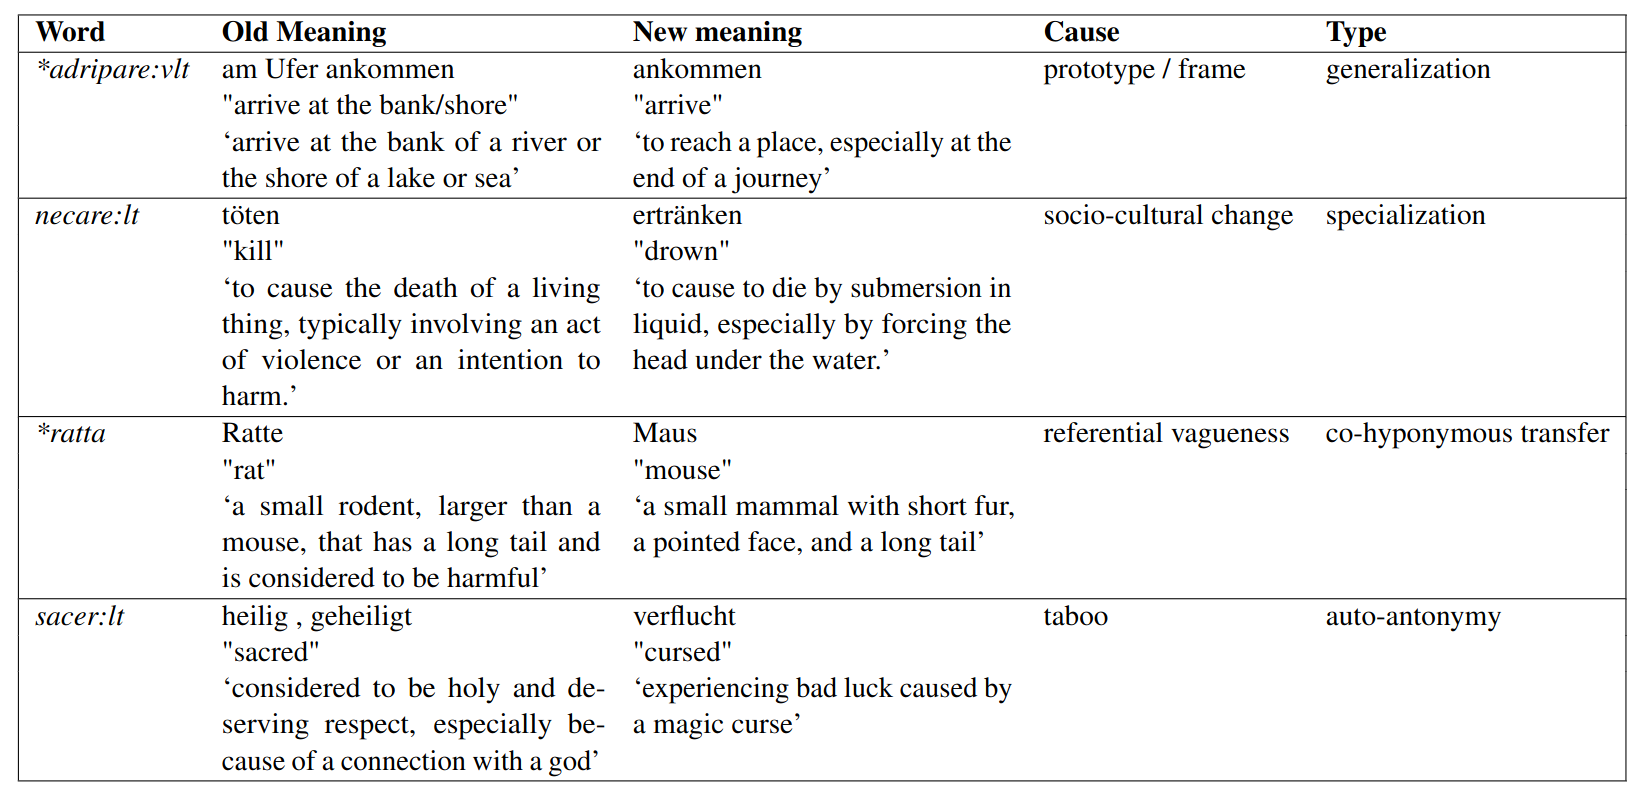 Word Old Meaning New meaning Cause Type
*adripare:vlt am Ufer ankommen ankommen prototype / frame generalization
"arrive at the bank/shore" "arrive"
‘arrive at the bank of a river or ‘to reach a place, especially at the
the shore of a lake or sea’ end of a journey’
necare:lt töten ertränken socio-cultural change specialization
"kill" "drown"
‘to cause the death of a living ‘to cause to die by submersion in
thing, typically involving an act liquid, especially by forcing the
of violence or an intention to head under the water.’
harm.’
*ratta Ratte Maus referential vagueness co-hyponymous transfer
"rat" "mouse"
‘a small rodent, larger than a ‘a small mammal with short fur,
mouse, that has a long tail and a pointed face, and a long tail’
is considered to be harmful’
sacer:lt heilig , geheiligt verflucht taboo auto-antonymy
"sacred" "cursed"
‘considered to be holy and de- ‘experiencing bad luck caused by
serving respect, especially be- a magic curse’
cause of a connection with a god’